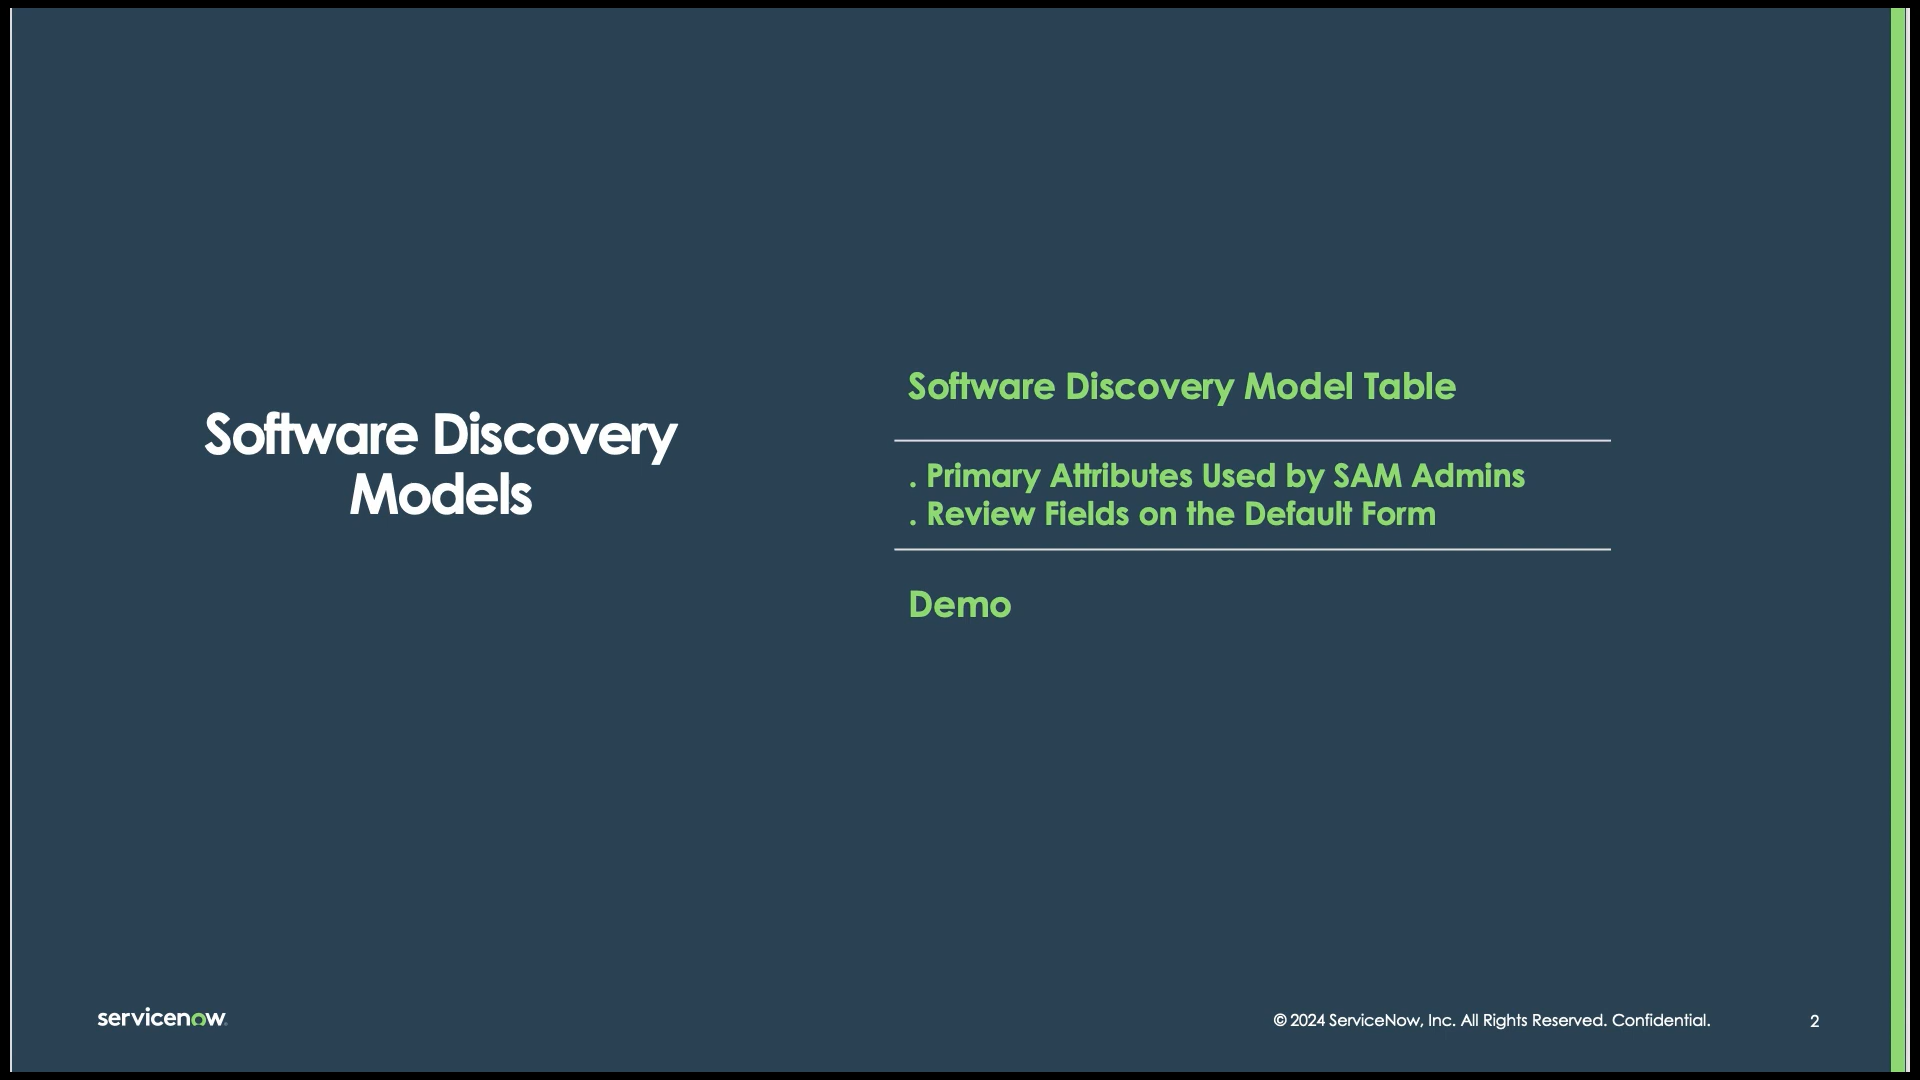 Software Discovery
Models
Software Discovery Model Table
. Primary Attributes Used by SAM Admins
. Review Fields on the Default Form
Demo
servicenow.
© 2024 ServiceNow, Inc. All Rights Reserved. Confidential.
2